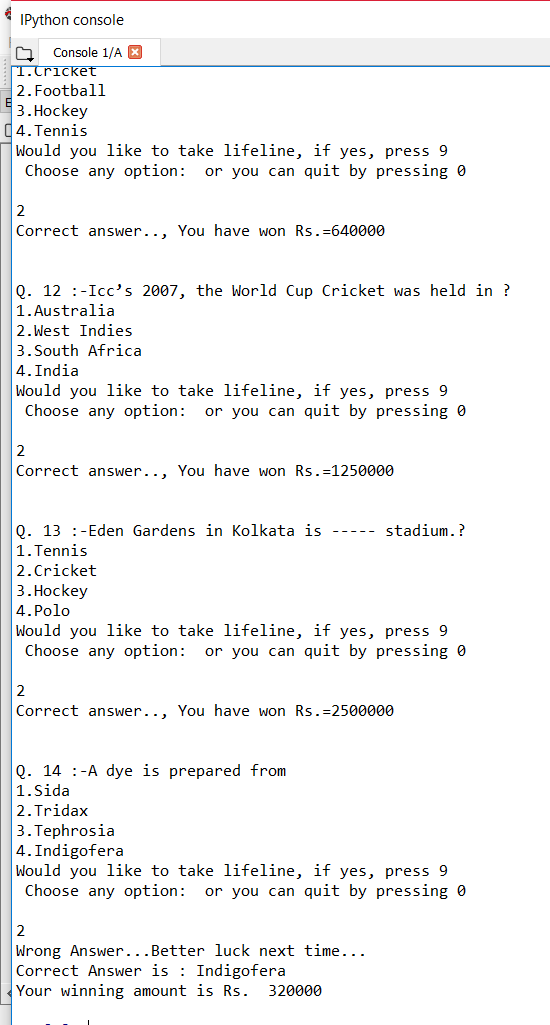 IPython console
Console 1/A
1.Cricket
2.Football
3.Hockey
4.Tennis
Would you like to take lifeline, if yes, press 9
 Choose any option:  or you can quit by pressing 0
2
Correct answer.., You have won Rs.=640000
Q. 12 :-Icc’s 2007, the World Cup Cricket was held in ?
1.Australia
2.West Indies
3.South Africa
4.India
Would you like to take lifeline, if yes, press 9
 Choose any option:  or you can quit by pressing 0
2
Correct answer.., You have won Rs.=1250000
Q. 13 :-Eden Gardens in Kolkata is ----- stadium.?
1.Tennis
2.Cricket
3.Hockey
4.Polo
Would you like to take lifeline, if yes, press 9
 Choose any option:  or you can quit by pressing 0
2
Correct answer.., You have won Rs.=2500000
Q. 14 :-A dye is prepared from
1.Sida
2.Tridax
3.Tephrosia
4.Indigofera
Would you like to take lifeline, if yes, press 9
 Choose any option:  or you can quit by pressing 0
2
Wrong Answer...Better luck next time...
Correct Answer is : Indigofera
Your winning amount is Rs.  320000